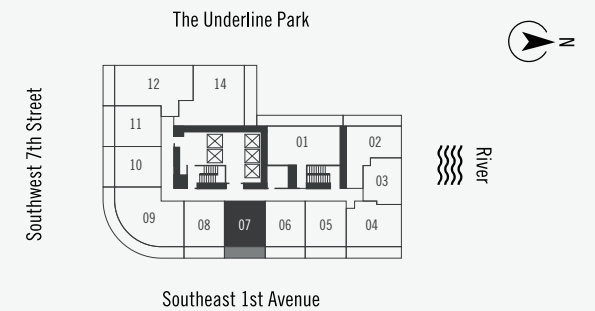 The Underline Park
N
Southwest 7th Street
12
14
11
01
02
10
03
River
09
08
07
06
05
04
Southeast 1st Avenue